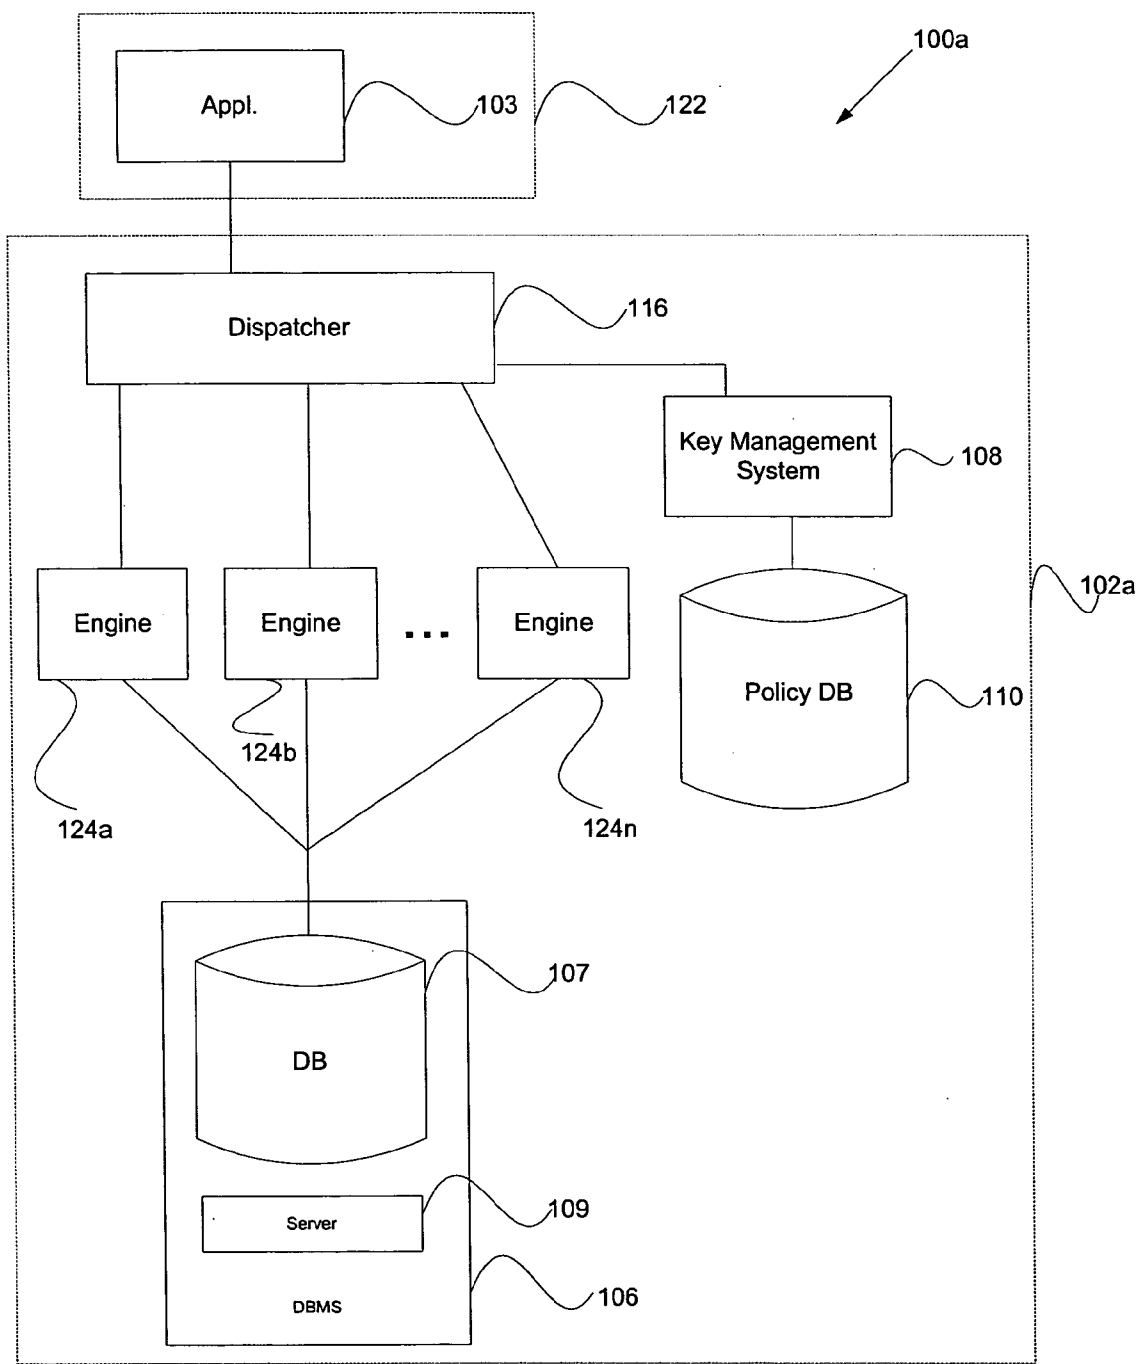 100a
Appl.
103
122
Dispatcher
116
Key Management
System
108
102a
Engine
Engine
...
Engine
Policy DB
110
124b
124a
124n
107
DB
109
Server
106
DBMS